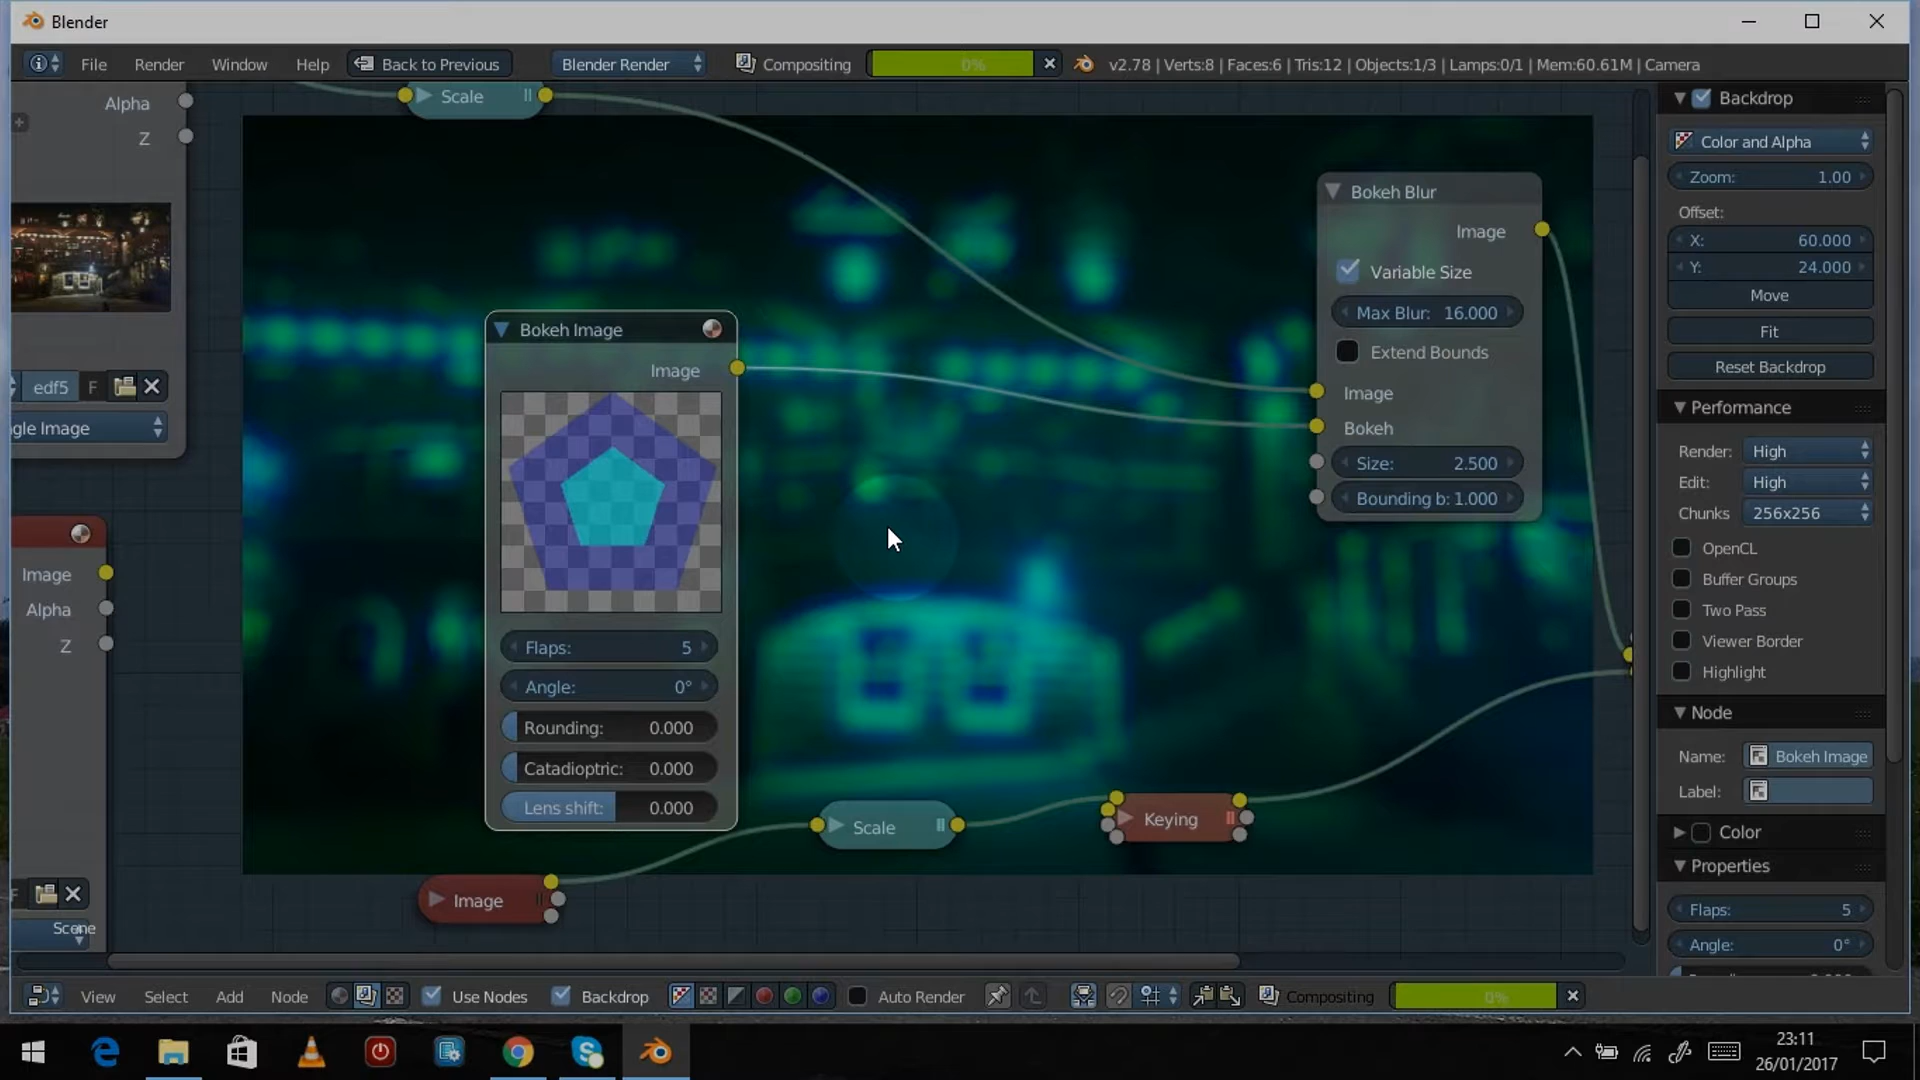 Blender
File Render Window Help Back to Previous Blender Render Compositing 0% v2.78 | Verts:8 | Faces:6 | Tris:12 | Objects:1/3 | Lamps:0/1 | Mem:60.61M | Camera
Alpha
Z
edf5 F
gle Image
Image
Alpha
Z
F
Scene
Scale
Bokeh Image
Image
Flaps: 5
Angle: 0°
Rounding: 0.000
Catadioptric: 0.000
Lens shift: 0.000
Image
Scale
Keying
Bokeh Blur
Image
Variable Size
Max Blur: 16.000
Extend Bounds
Image
Bokeh
Size: 2.500
Bounding b: 1.000
Backdrop
Color and Alpha
Zoom: 1.00
Offset:
X: 60.000
Y: 24.000
Move
Fit
Reset Backdrop
Performance
Render: High
Edit: High
Chunks 256x256
OpenCL
Buffer Groups
Two Pass
Viewer Border
Highlight
Node
Name: Bokeh Image
Label:
Color
Properties
Flaps: 5
Angle: 0°
View Select Add Node Use Nodes Backdrop Auto Render Compositing 0%
23:11
26/01/2017